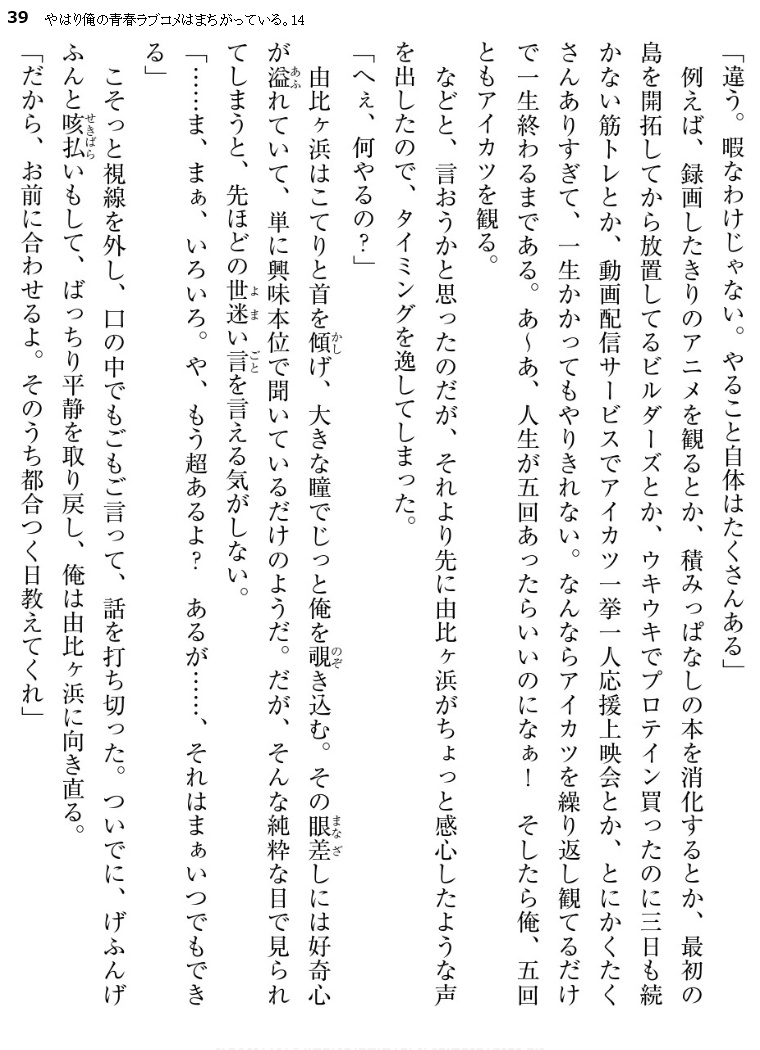 39 やはり俺の青春ラブコメはまちがっている。14
「違う。暇なわけじゃない。やること自体はたくさんある」
　例えば、録画したきりのアニメを観るとか、積みっぱなしの本を消化するとか、最初の
島を開拓してから放置してるビルダーズとか、ウキウキでプロテイン買ったのに三日も続
かない筋トレとか、動画配信サービスでアイカツ一挙一人応援上映会とか、とにかくたく
さんありすぎて、一生かかってもやりきれない。なんならアイカツを繰り返し観てるだけ
で一生終わるまである。あ～あ、人生が五回あったらいいのになぁ！　そしたら俺、五回
ともアイカツを観る。
　などと、言おうかと思ったのだが、それより先に由比ヶ浜がちょっと感心したような声
を出したので、タイミングを逸してしまった。
「へぇ、何やるの？」
　由比ヶ浜はこてりと首を傾かしげ、大きな瞳でじっと俺を覗のぞき込む。その眼差まなざしには好奇心
が溢あふれていて、単に興味本位で聞いているだけのようだ。だが、そんな純粋な目で見られ
てしまうと、先ほどの世迷よまい言ごとを言える気がしない。
「……ま、まぁ、いろいろ。や、もう超あるよ？　あるが……、それはまぁいつでもでき
る」
　こそっと視線を外し、口の中でもごもご言って、話を打ち切った。ついでに、げふんげ
ふんと咳払せきばらいもして、ばっちり平静を取り戻し、俺は由比ヶ浜に向き直る。
「だから、お前に合わせるよ。そのうち都合つく日教えてくれ」